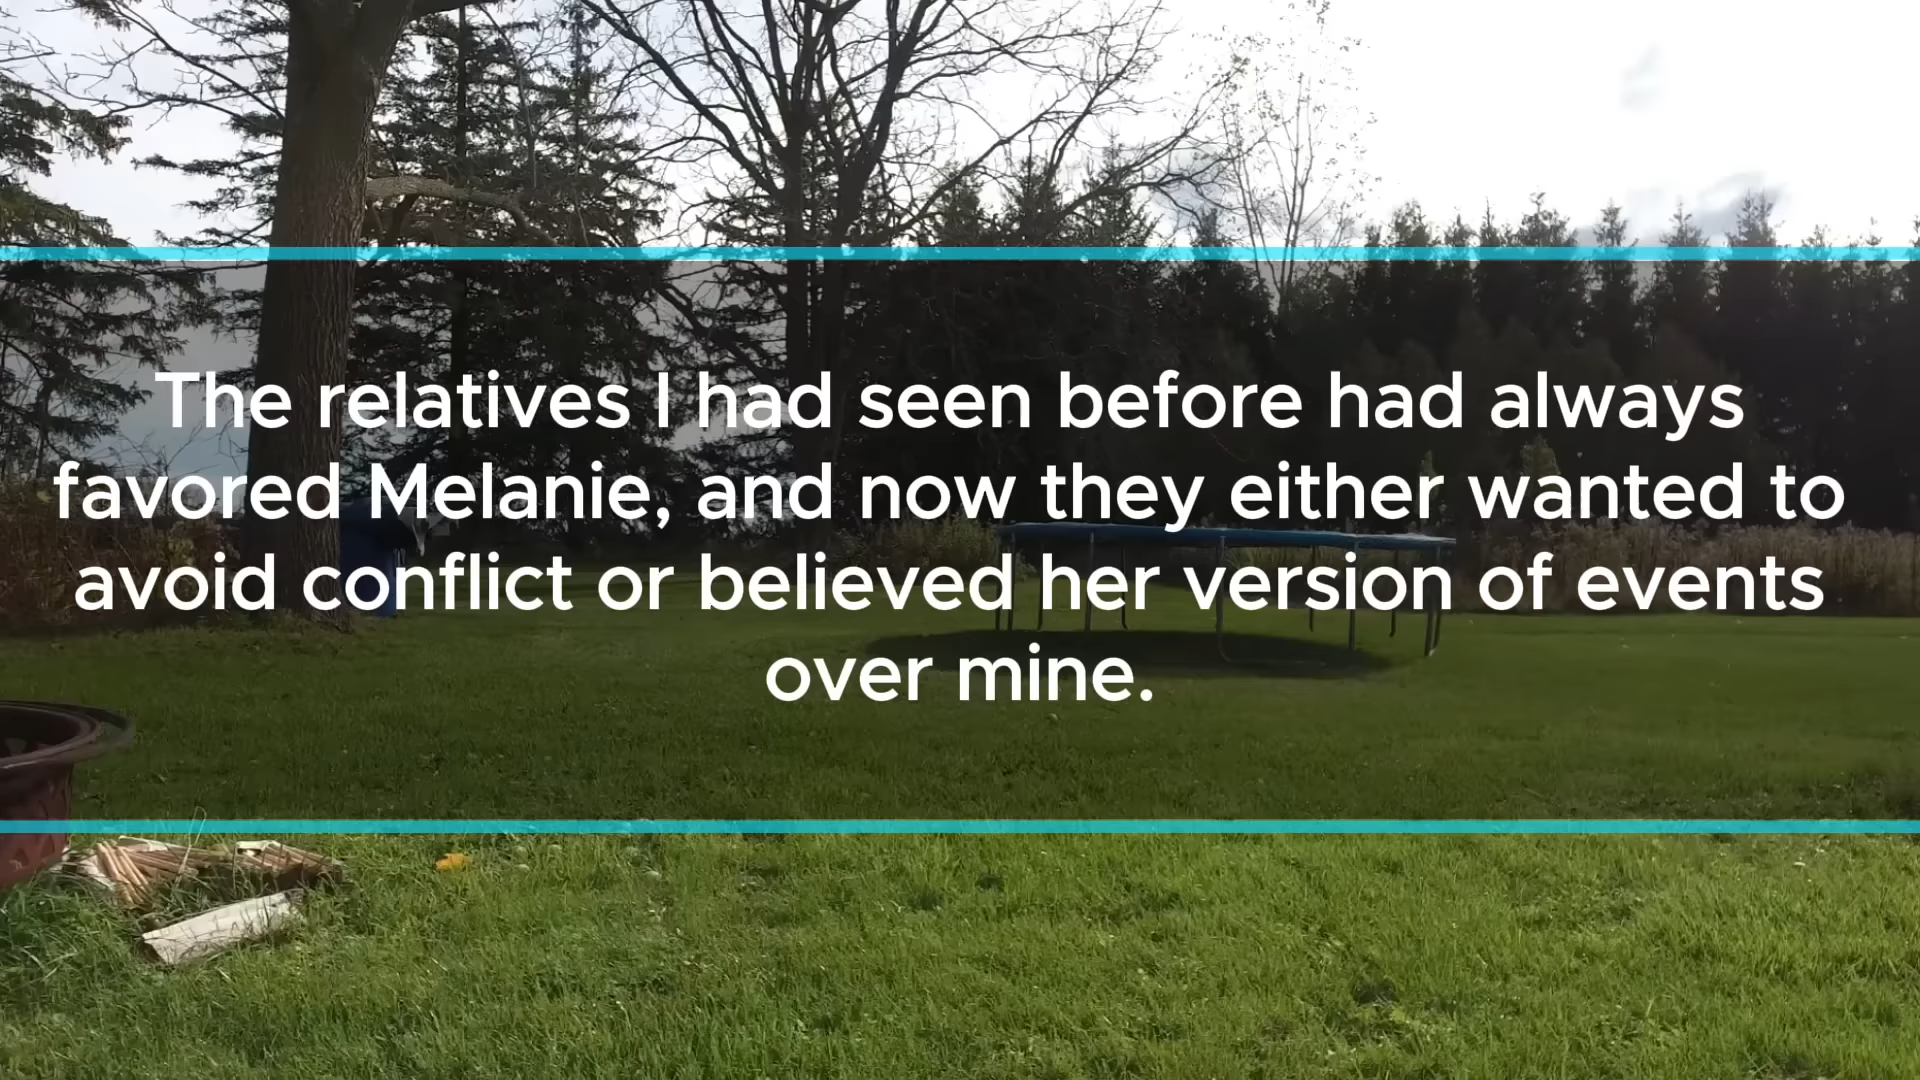 The relatives I had seen before had always
favored Melanie, and now they either wanted to
avoid conflict or believed her version of events
over mine.